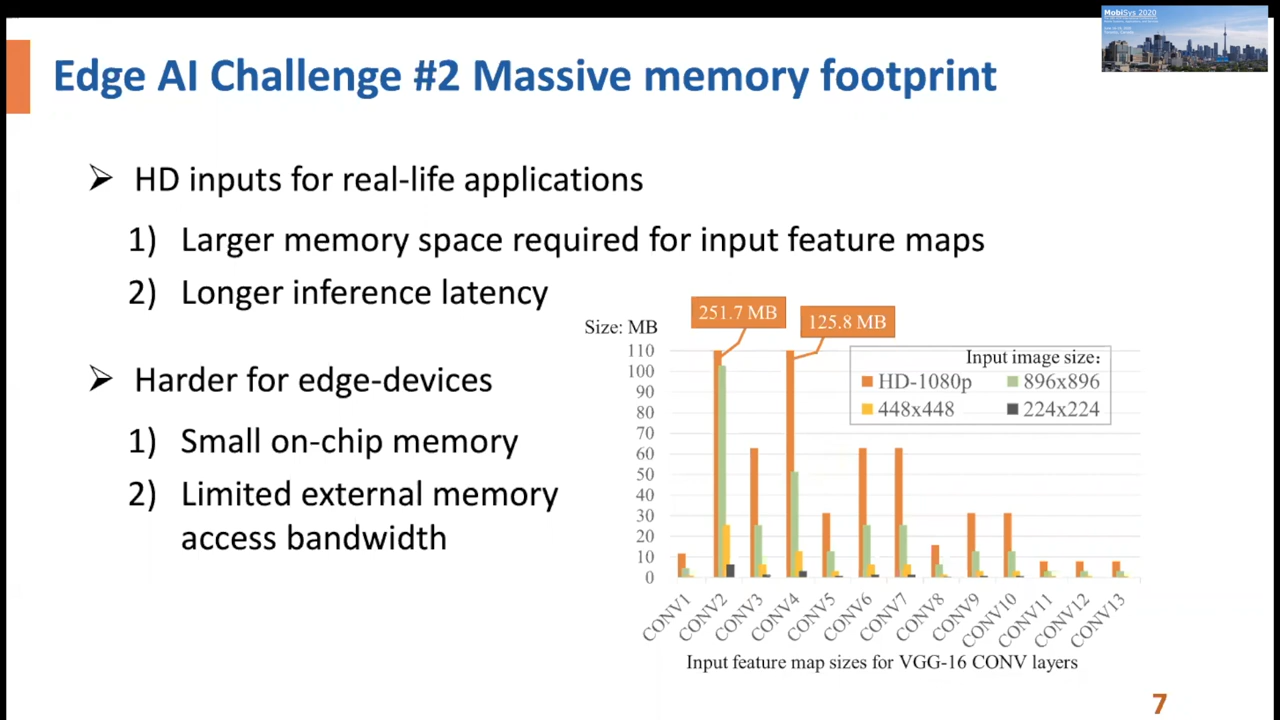 MobiSys 2020
Edge AI Challenge #2 Massive memory footprint
➢ HD inputs for real-life applications
1) Larger memory space required for input feature maps
2) Longer inference latency
➢ Harder for edge-devices
1) Small on-chip memory
2) Limited external memory
access bandwidth
251.7 MB
125.8 MB
Size: MB
Input image size:
HD-1080p
896x896
448x448
224x224
110
100
90
80
70
60
50
40
30
20
10
0
CONV1
CONV2
CONV3
CONV4
CONV5
CONV6
CONV7
CONV8
CONV9
CONV10
CONV11
CONV12
CONV13
Input feature map sizes for VGG-16 CONV layers
7